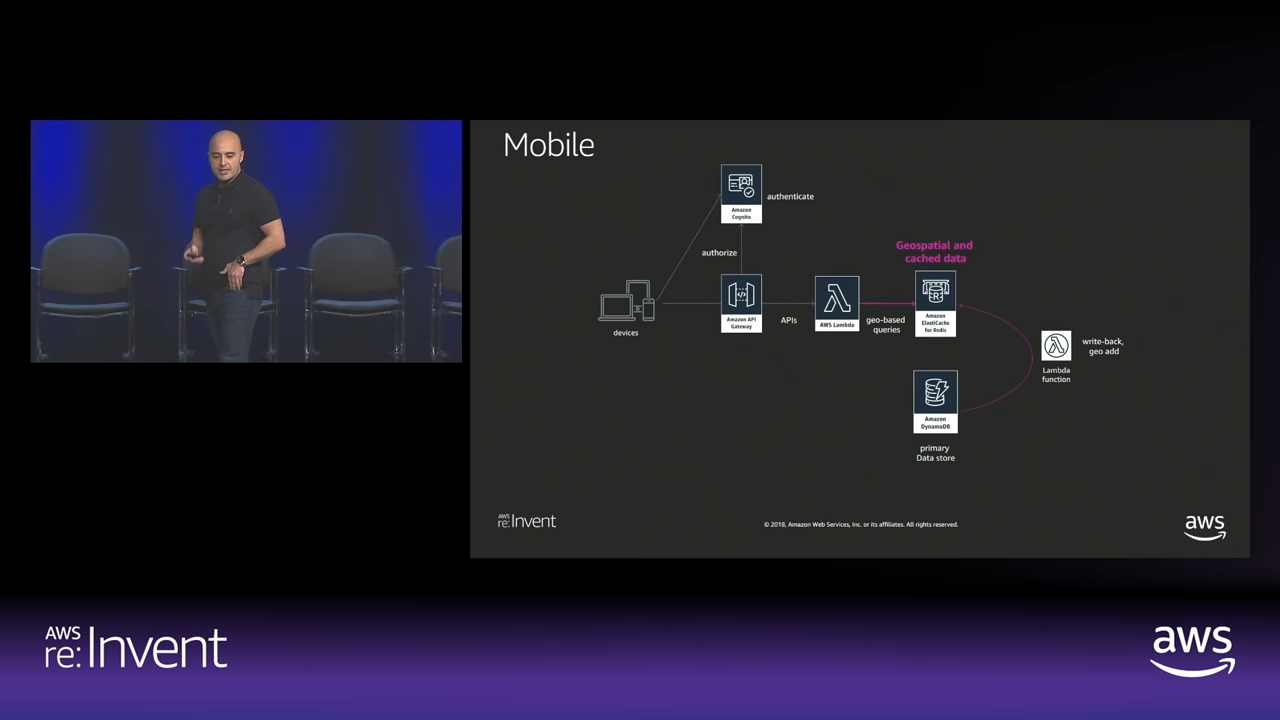 Mobile
Amazon
Cognito
authenticate
authorize
Geospatial and
cached data
devices
Amazon API
Gateway
APIs
AWS Lambda
geo-based
queries
R
Amazon
ElastiCache
for Redis
Lambda
function
write-back,
geo add
Amazon
DynamoDB
primary
Data store
AWS
re:Invent
© 2018, Amazon Web Services, Inc. or its affiliates. All rights reserved.
aws
AWS
re:Invent
aws